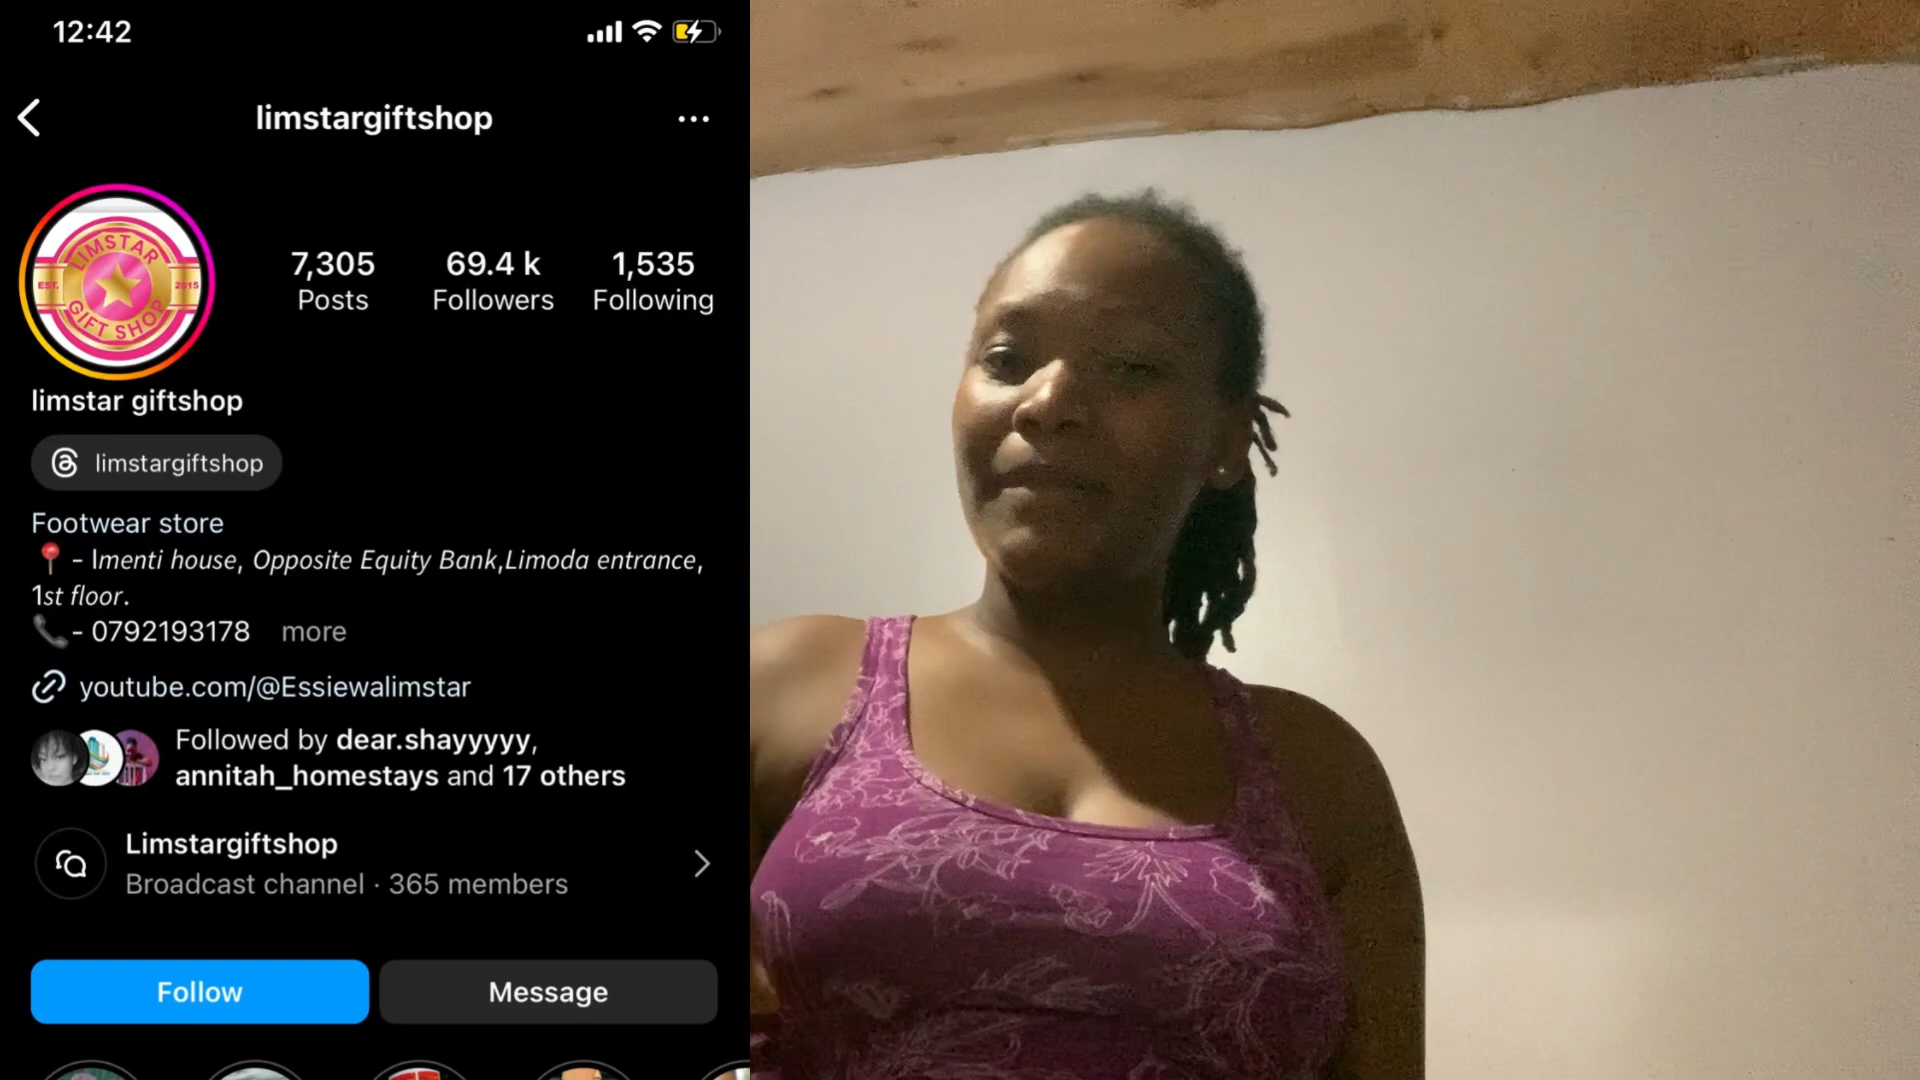 12:42
limstargiftshop
LIMSTAR
EST. 2015
GIFT SHOP
7,305 69.4 k 1,535
Posts Followers Following
limstar giftshop
limstargiftshop
Footwear store
📍 - Imenti house, Opposite Equity Bank,Limoda entrance,
1st floor.
📞- 0792193178 more
youtube.com/@Essiewalimstar
Followed by dear.shayyyyy,
annitah_homestays and 17 others
Limstargiftshop
Broadcast channel · 365 members
Follow Message